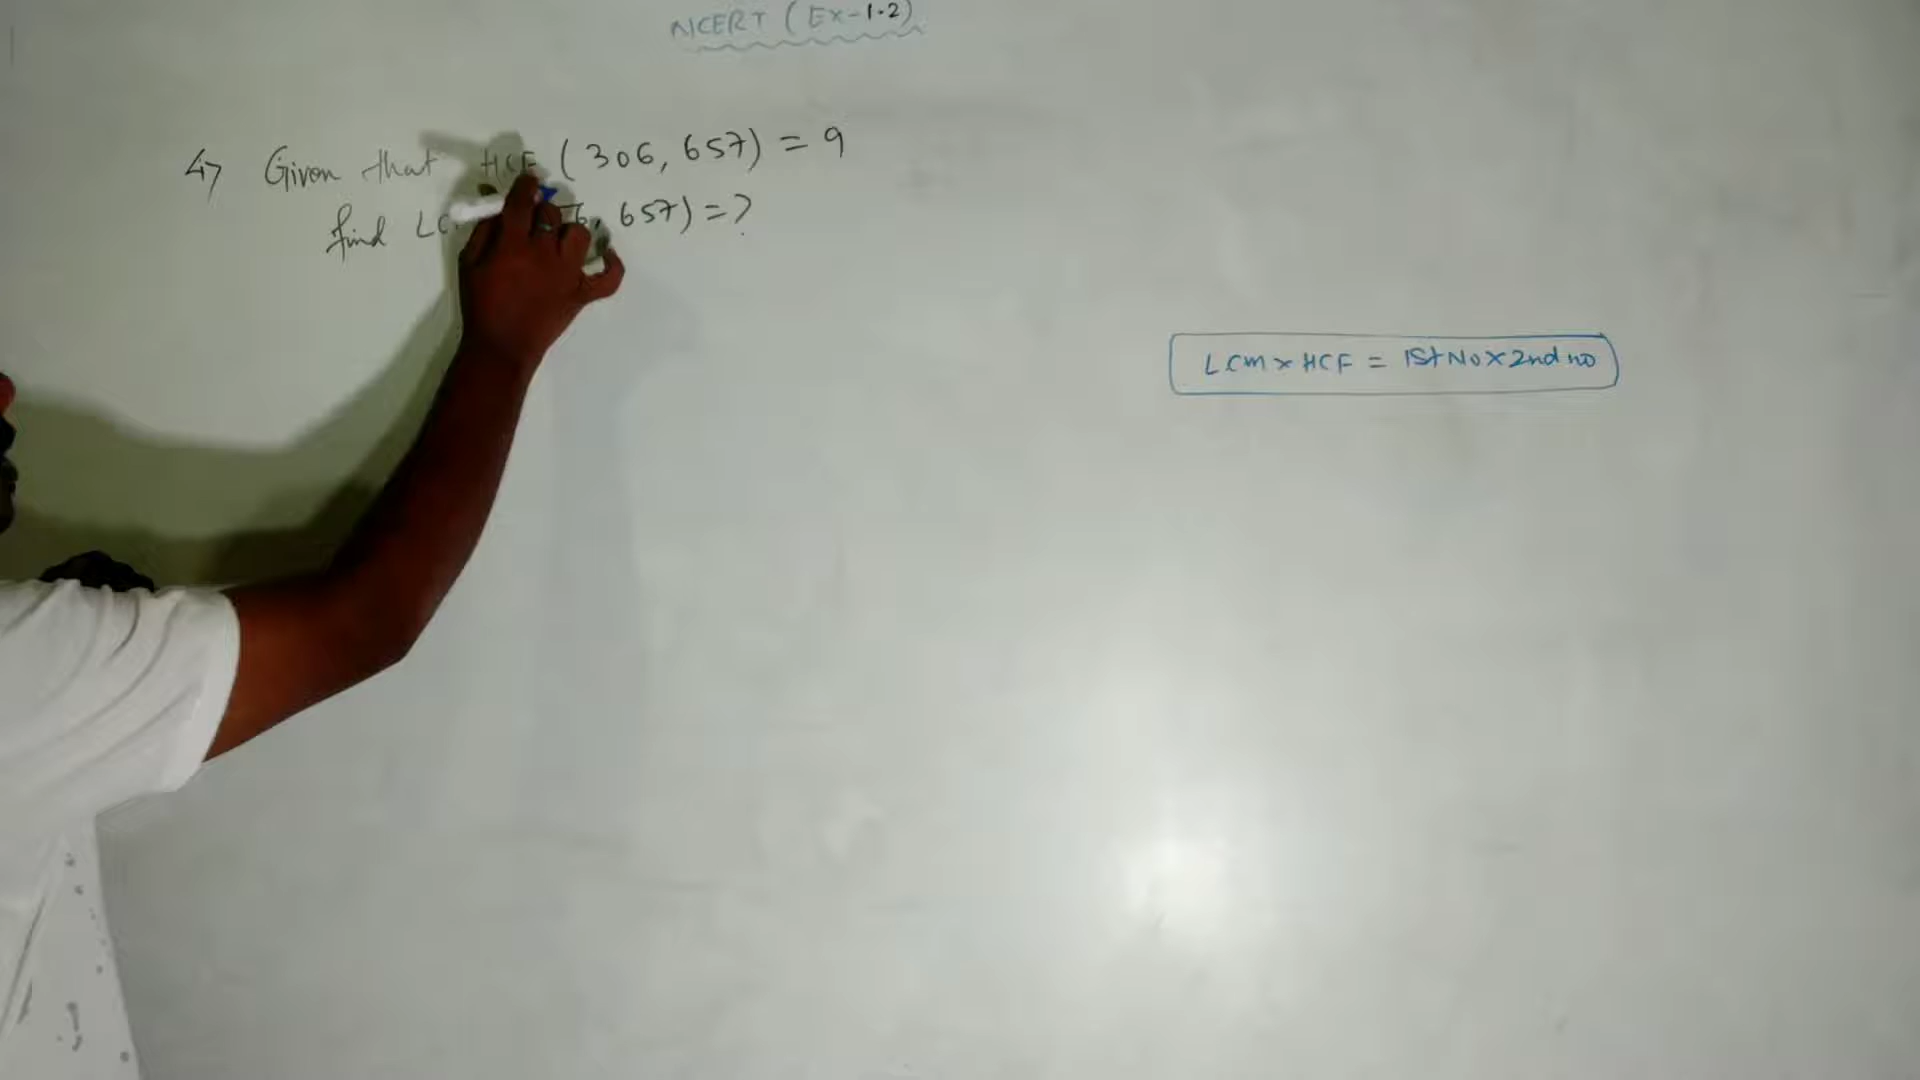 NCERT (Ex-1.2)
4) Given that HCF (306, 657) = 9
find 657) = ?
LCM × HCF = 1st No × 2nd no